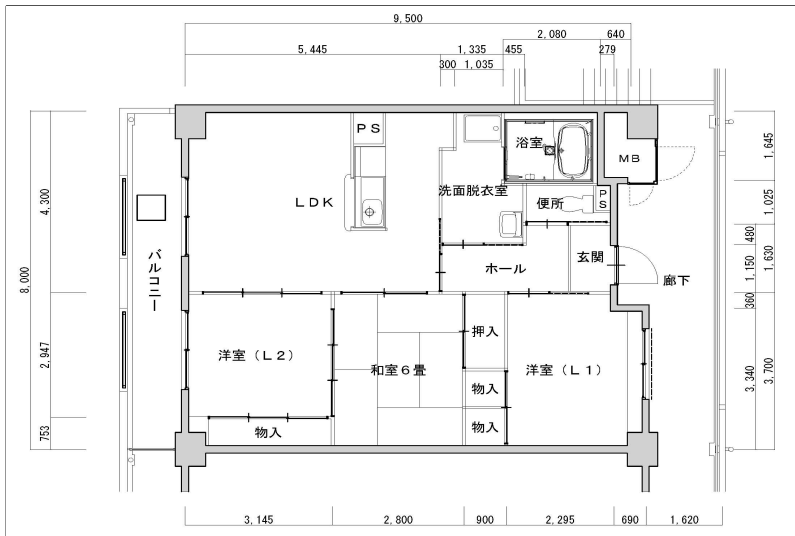 9,500
2,080 640
5,445 1,335 455 279
300 1,035
PS
浴室
MB
1,645
4,300
LDK
洗面脱衣室
便所
PS
1,025
バルコニー
480
8,000
ホール
玄関
廊下
1,150
1,630
360
2,947
洋室(L2)
和室6畳
押入
洋室(L1)
物入
3,340
3,700
753
物入
物入
3,145 2,800 900 2,295 690 1,620